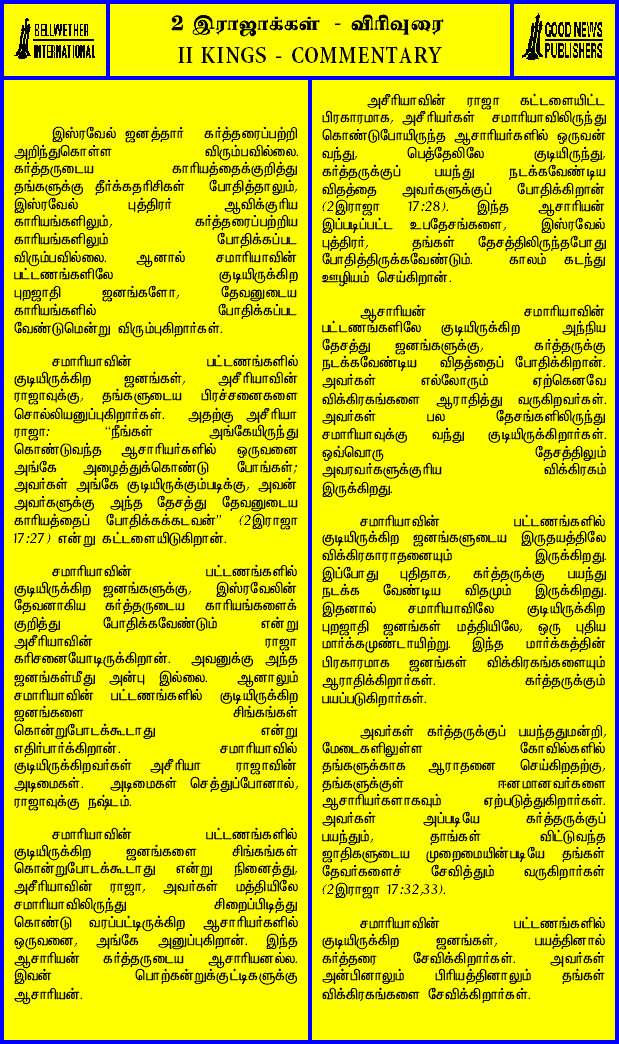 BELLWETHER
INTERNATIONAL
2 இராஜாக்கள் - விரிவுரை
II KINGS - COMMENTARY
GOOD NEWS
PUBLISHERS
இஸ்ரவேல் ஜனத்தார் கர்த்தரைப்பற்றி
அறிந்துகொள்ள விரும்பவில்லை.
கர்த்தருடைய காரியத்தைக்குறித்து
தங்களுக்கு தீர்க்கதரிசிகள் போதித்தாலும்,
இஸ்ரவேல் புத்திரர் ஆவிக்குரிய
காரியங்களிலும், கர்த்தரைப்பற்றிய
காரியங்களிலும் போதிக்கப்பட
விரும்பவில்லை. ஆனால் சமாரியாவின்
பட்டணங்களிலே குடியிருக்கிற
புறஜாதி ஜனங்களோ, தேவனுடைய
காரியங்களில் போதிக்கப்பட
வேண்டுமென்று விரும்புகிறார்கள்.
சமாரியாவின் பட்டணங்களில்
குடியிருக்கிற ஜனங்கள், அசீரியாவின்
ராஜாவுக்கு, தங்களுடைய பிரச்சனைகளை
சொல்லியனுப்புகிறார்கள். அதற்கு அசீரியா
ராஜா: "நீங்கள் அங்கேயிருந்து
கொண்டுவந்த ஆசாரியர்களில் ஒருவனை
அங்கே அழைத்துக்கொண்டு போங்கள்;
அவர்கள் அங்கே குடியிருக்கும்படிக்கு, அவன்
அவர்களுக்கு அந்த தேசத்து தேவனுடைய
காரியத்தைப் போதிக்கக்கடவன்" (2இராஜா
17:27) என்று கட்டளையிடுகிறான்.
சமாரியாவின் பட்டணங்களில்
குடியிருக்கிற ஜனங்களுக்கு, இஸ்ரவேலின்
தேவனாகிய கர்த்தருடைய காரியங்களைக்
குறித்து போதிக்கவேண்டும் என்று
அசீரியாவின் ராஜா
கரிசனையோடிருக்கிறான். அவனுக்கு அந்த
ஜனங்கள்மீது அன்பு இல்லை. ஆனாலும்
சமாரியாவின் பட்டணங்களில் குடியிருக்கிற
ஜனங்களை சிங்கங்கள்
கொன்றுபோடக்கூடாது என்று
எதிர்பார்க்கிறான். சமாரியாவில்
குடியிருக்கிறவர்கள் அசீரியா ராஜாவின்
அடிமைகள். அடிமைகள் செத்துப்போனால்,
ராஜாவுக்கு நஷ்டம்.
சமாரியாவின் பட்டணங்களில்
குடியிருக்கிற ஜனங்களை சிங்கங்கள்
கொன்றுபோடக்கூடாது என்று நினைத்து,
அசீரியாவின் ராஜா, அவர்கள் மத்தியிலே
சமாரியாவிலிருந்து சிறைப்பிடித்து
கொண்டு வரப்பட்டிருக்கிற ஆசாரியர்களில்
ஒருவனை, அங்கே அனுப்புகிறான். இந்த
ஆசாரியன் கர்த்தருடைய ஆசாரியனல்ல.
இவன் பொற்கன்றுக்குட்டிகளுக்கு
ஆசாரியன்.
அசீரியாவின் ராஜா கட்டளையிட்ட
பிரகாரமாக, அசீரியர்கள் சமாரியாவிலிருந்து
கொண்டுபோயிருந்த ஆசாரியர்களில் ஒருவன்
வந்து, பெத்தேலிலே குடியிருந்து,
கர்த்தருக்குப் பயந்து நடக்கவேண்டிய
விதத்தை அவர்களுக்குப் போதிக்கிறான்
(2இராஜா 17:28). இந்த ஆசாரியன்
இப்படிப்பட்ட உபதேசங்களை, இஸ்ரவேல்
புத்திரர், தங்கள் தேசத்திலிருந்தபோது
போதித்திருக்கவேண்டும். காலம் கடந்து
ஊழியம் செய்கிறான்.
ஆசாரியன் சமாரியாவின்
பட்டணங்களிலே குடியிருக்கிற அந்நிய
தேசத்து ஜனங்களுக்கு, கர்த்தருக்கு
நடக்கவேண்டிய விதத்தைப் போதிக்கிறான்.
அவர்கள் எல்லோரும் ஏற்கெனவே
விக்கிரகங்களை ஆராதித்து வருகிறவர்கள்.
அவர்கள் பல தேசங்களிலிருந்து
சமாரியாவுக்கு வந்து குடியிருக்கிறார்கள்.
ஒவ்வொரு தேசத்திலும்
அவரவர்களுக்குரிய விக்கிரகம்
இருக்கிறது.
சமாரியாவின் பட்டணங்களில்
குடியிருக்கிற ஜனங்களுடைய இருதயத்திலே
விக்கிரகாராதனையும் இருக்கிறது.
இப்போது புதிதாக, கர்த்தருக்கு பயந்து
நடக்க வேண்டிய விதமும் இருக்கிறது.
இதனால் சமாரியாவிலே குடியிருக்கிற
புறஜாதி ஜனங்கள் மத்தியிலே, ஒரு புதிய
மார்க்கமுண்டாயிற்று. இந்த மார்க்கத்தின்
பிரகாரமாக ஜனங்கள் விக்கிரகங்களையும்
ஆராதிக்கிறார்கள். கர்த்தருக்கும்
பயப்படுகிறார்கள்.
அவர்கள் கர்த்தருக்குப் பயந்ததுமன்றி,
மேடைகளிலுள்ள கோவில்களில்
தங்களுக்காக ஆராதனை செய்கிறதற்கு,
தங்களுக்குள் ஈனமானவர்களை
ஆசாரியர்களாகவும் ஏற்படுத்துகிறார்கள்.
அவர்கள் அப்படியே கர்த்தருக்குப்
பயந்தும், தாங்கள் விட்டுவந்த
ஜாதிகளுடைய முறைமையின்படியே தங்கள்
தேவர்களைச் சேவித்தும் வருகிறார்கள்
(2இராஜா 17:32,33).
சமாரியாவின் பட்டணங்களில்
குடியிருக்கிற ஜனங்கள், பயத்தினால்
கர்த்தரை சேவிக்கிறார்கள். அவர்கள்
அன்பினாலும் பிரியத்தினாலும் தங்கள்
விக்கிரகங்களை சேவிக்கிறார்கள்.